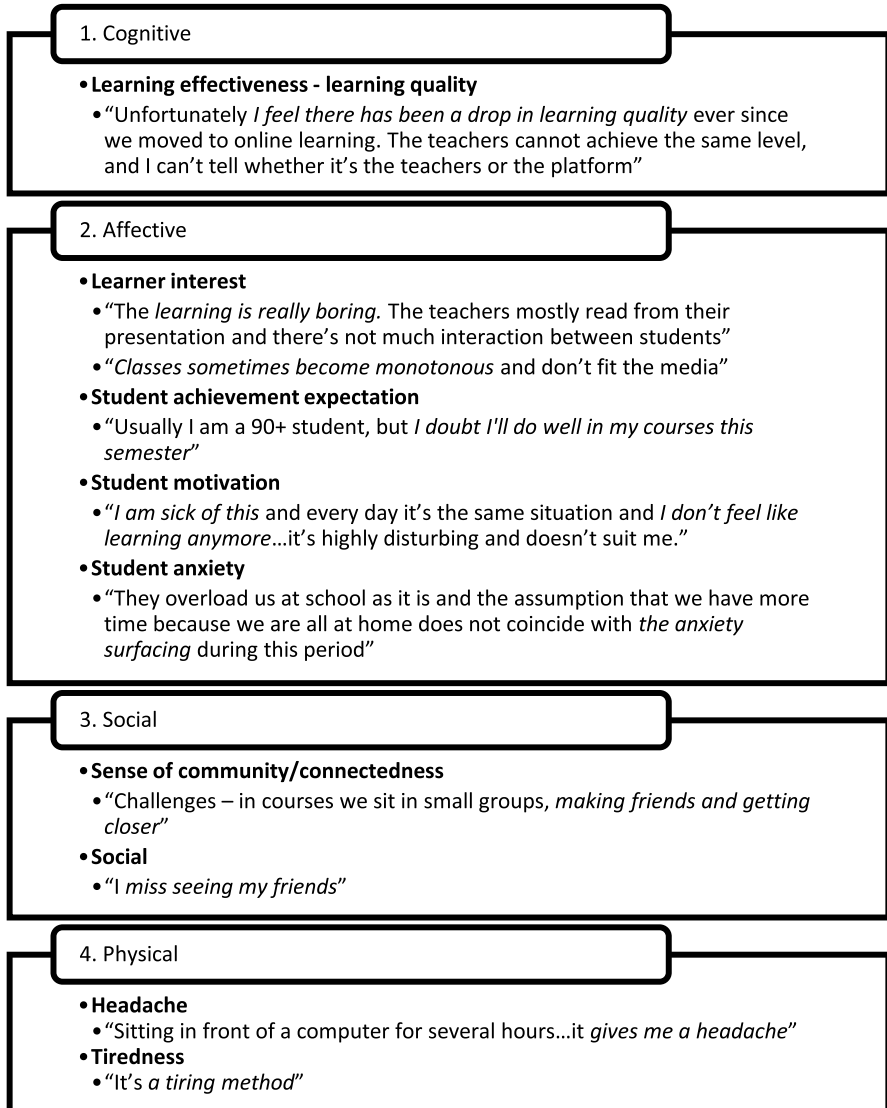 1. Cognitive
•Learning effectiveness - learning quality
•“Unfortunately I feel there has been a drop in learning quality ever since
we moved to online learning. The teachers cannot achieve the same level,
and I can’t tell whether it’s the teachers or the platform”
2. Affective
•Learner interest
•“The learning is really boring. The teachers mostly read from their
presentation and there’s not much interaction between students”
•“Classes sometimes become monotonous and don’t fit the media”
•Student achievement expectation
•“Usually I am a 90+ student, but I doubt I'll do well in my courses this
semester”
•Student motivation
•“I am sick of this and every day it’s the same situation and I don’t feel like
learning anymore…it’s highly disturbing and doesn’t suit me.”
•Student anxiety
•“They overload us at school as it is and the assumption that we have more
time because we are all at home does not coincide with the anxiety
surfacing during this period”
3. Social
•Sense of community/connectedness
•“Challenges – in courses we sit in small groups, making friends and getting
closer”
•Social
•“I miss seeing my friends”
4. Physical
•Headache
•“Sitting in front of a computer for several hours…it gives me a headache”
•Tiredness
•“It’s a tiring method”